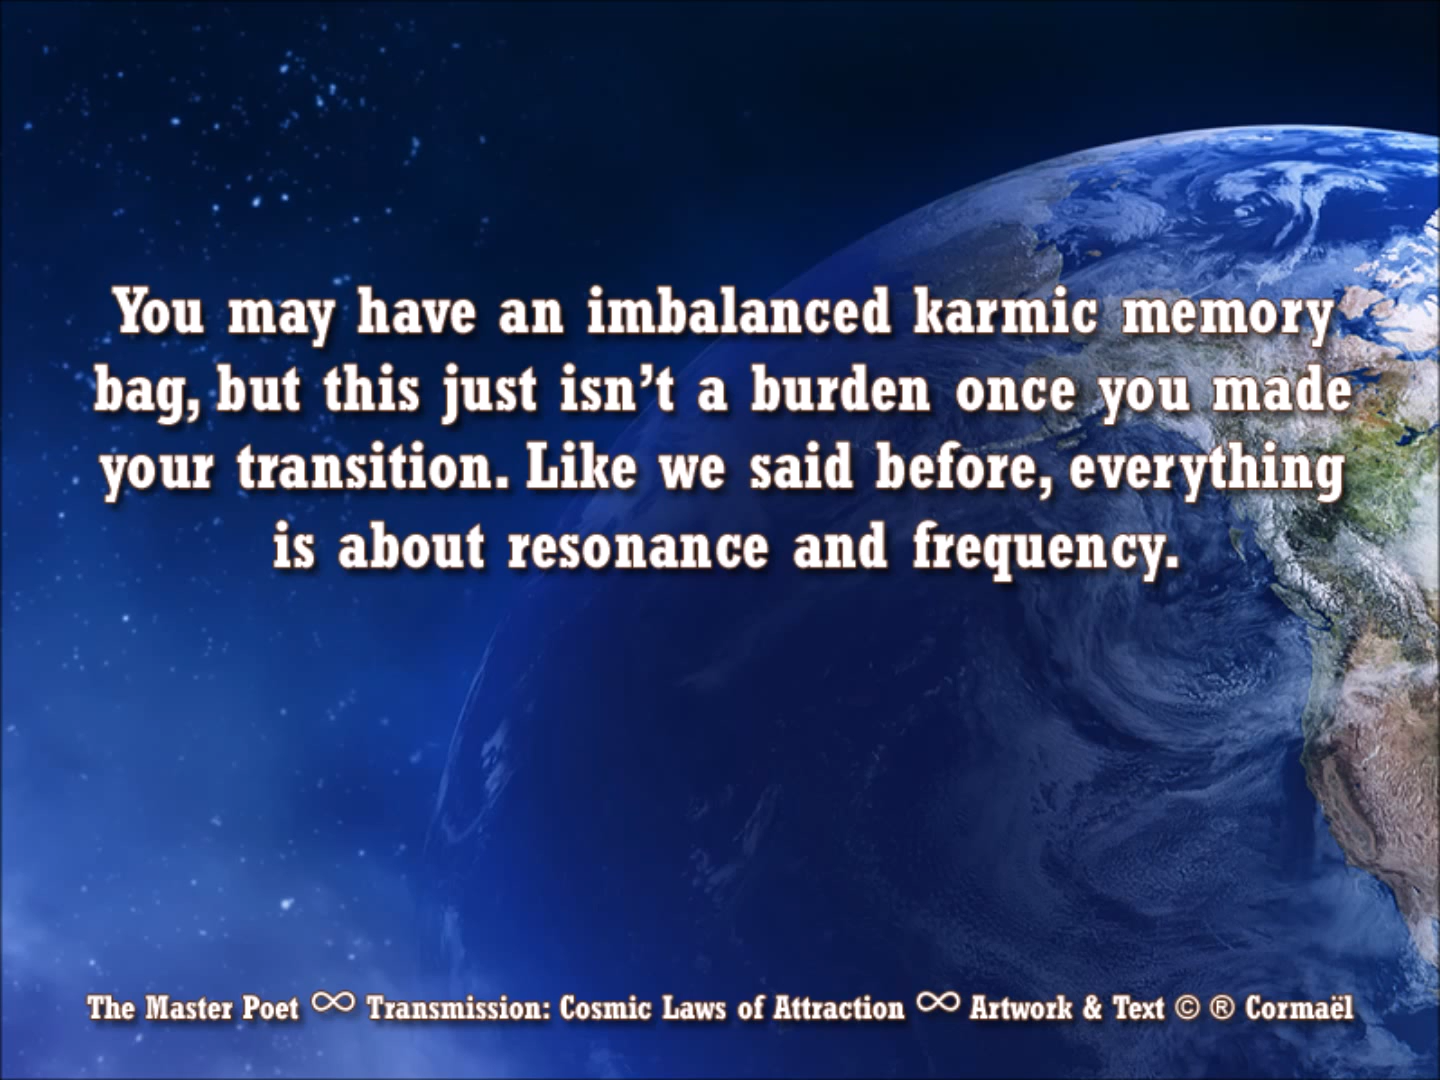 You may have an imbalanced karmic memory
bag, but this just isn’t a burden once you made
your transition. Like we said before, everything
is about resonance and frequency.
The Master Poet ∞ Transmission: Cosmic Laws of Attraction ∞ Artwork & Text © ® Cormaël